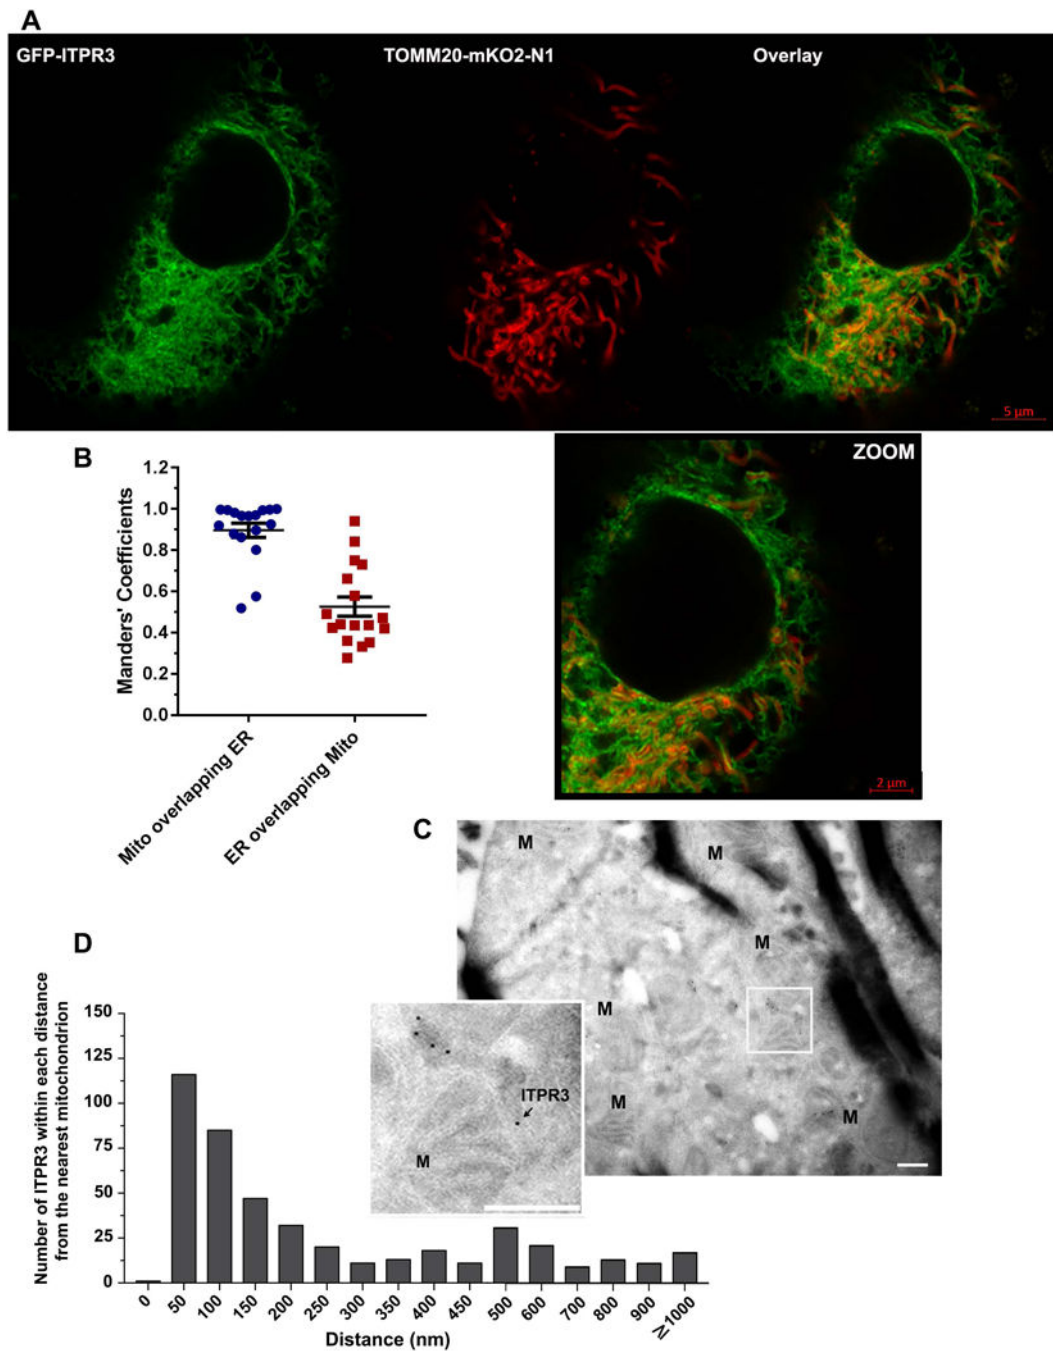 A
GFP-ITPR3
TOMM20-mKO2-N1
Overlay
5 µm
B
Manders' Coefficients
1.2
1.0
0.8
0.6
0.4
0.2
0.0
Mito overlapping ER
ER overlapping Mito
ZOOM
2 µm
C
M
M
M
M
M
M
ITPR3
M
D
Number of ITPR3 within each distance
from the nearest mitochondrion
150
125
100
75
50
25
0
0 50 100 150 200 250 300 350 400 450 500 600 700 800 900 ≥1000
Distance (nm)